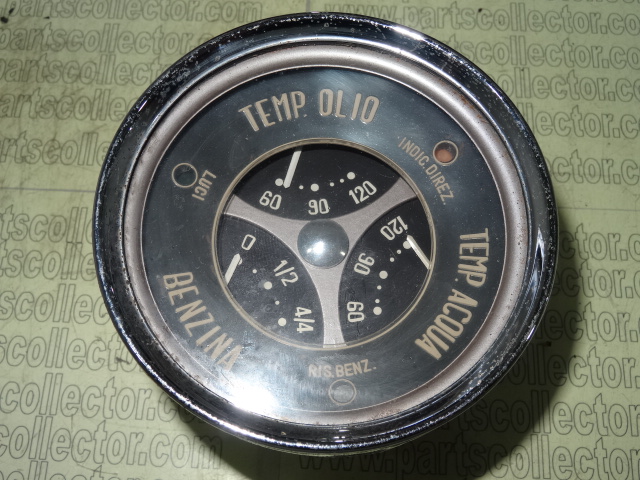 TEMP. OLIO
INDIC. DIREZ.
LUCI
60 90 120
120 90 60
0 1/2 4/4
TEMP ACQUA
BENZINA
RIS. BENZ.
www.partscollector.com